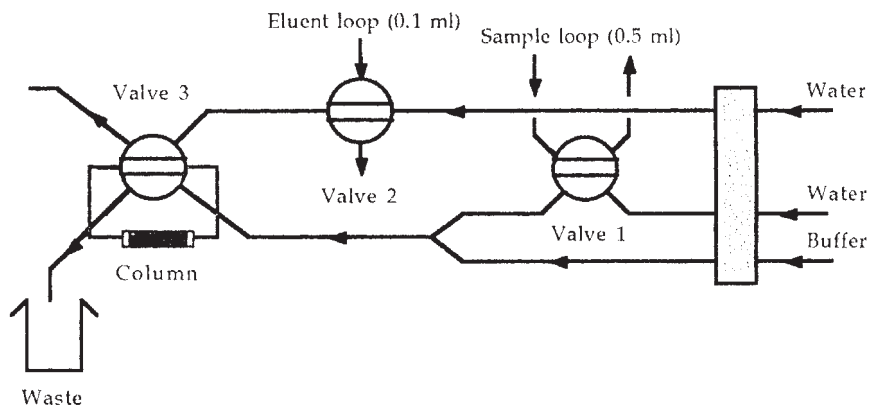 Eluent loop (0.1 ml)
Sample loop (0.5 ml)
Valve 3
Water
Valve 2
Water
Valve 1
Buffer
Column
Waste